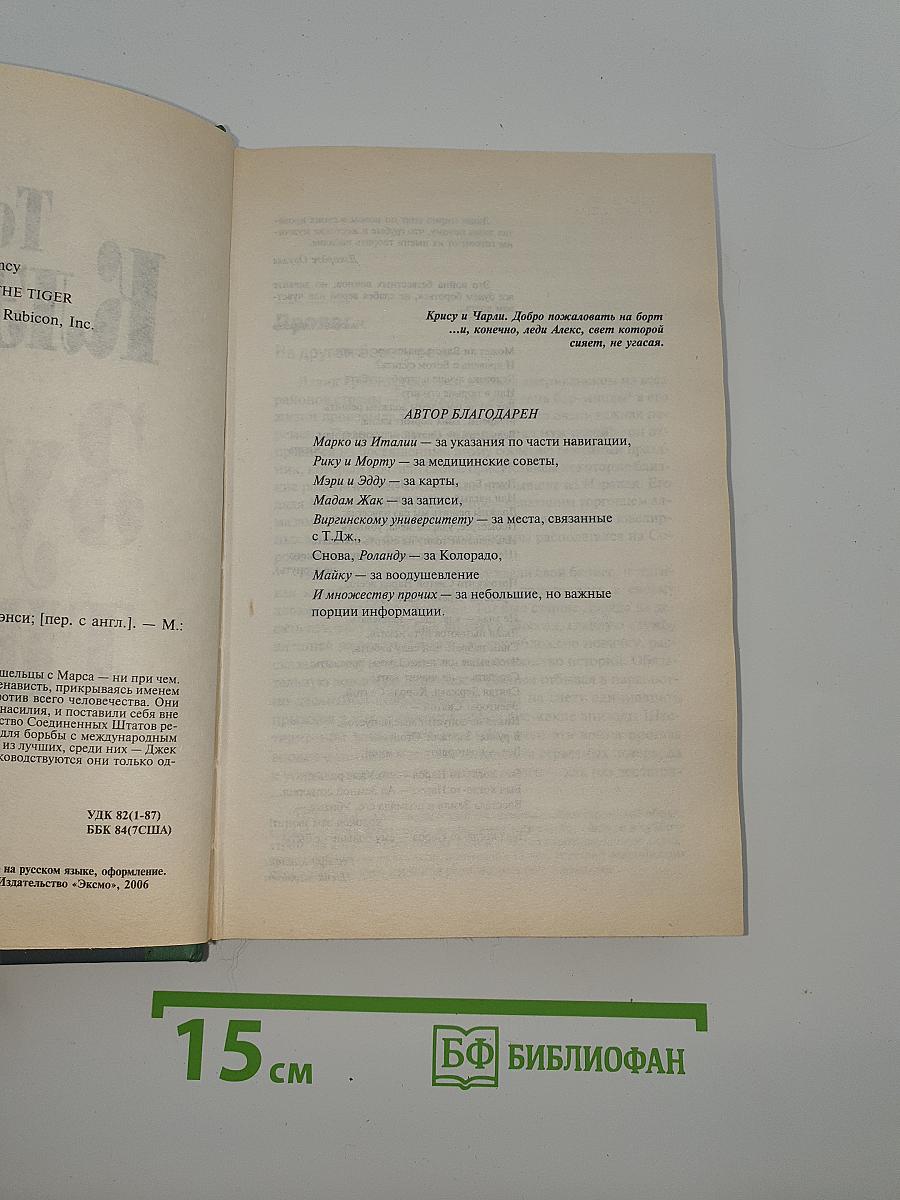 ncy
THE TIGER
Rubicon, Inc.
энси; [пер. с англ.]. — М.:
шельцы с Марса — ни при чем.
енависть, прикрываясь именем
ротив всего человечества. Они
насилия, и поставили себя вне
ство Соединенных Штатов ре-
для борьбы с международным
из лучших, среди них — Джек
ководствуются они только од-
УДК 82(1-87)
ББК 84(7США)
на русском языке, оформление.
Издательство «Эксмо», 2006
Крису и Чарли. Добро пожаловать на борт
...и, конечно, леди Алекс, свет которой
сияет, не угасая.
АВТОР БЛАГОДАРЕН
Марко из Италии — за указания по части навигации,
Рику и Морту — за медицинские советы,
Мэри и Эдду — за карты,
Мадам Жак — за записи,
Виргинскому университету — за места, связанные
с Т.Дж.,
Снова, Роланду — за Колорадо,
Майку — за воодушевление
И множеству прочих — за небольшие, но важные
порции информации.
15 см
БФ БИБЛИОФАН